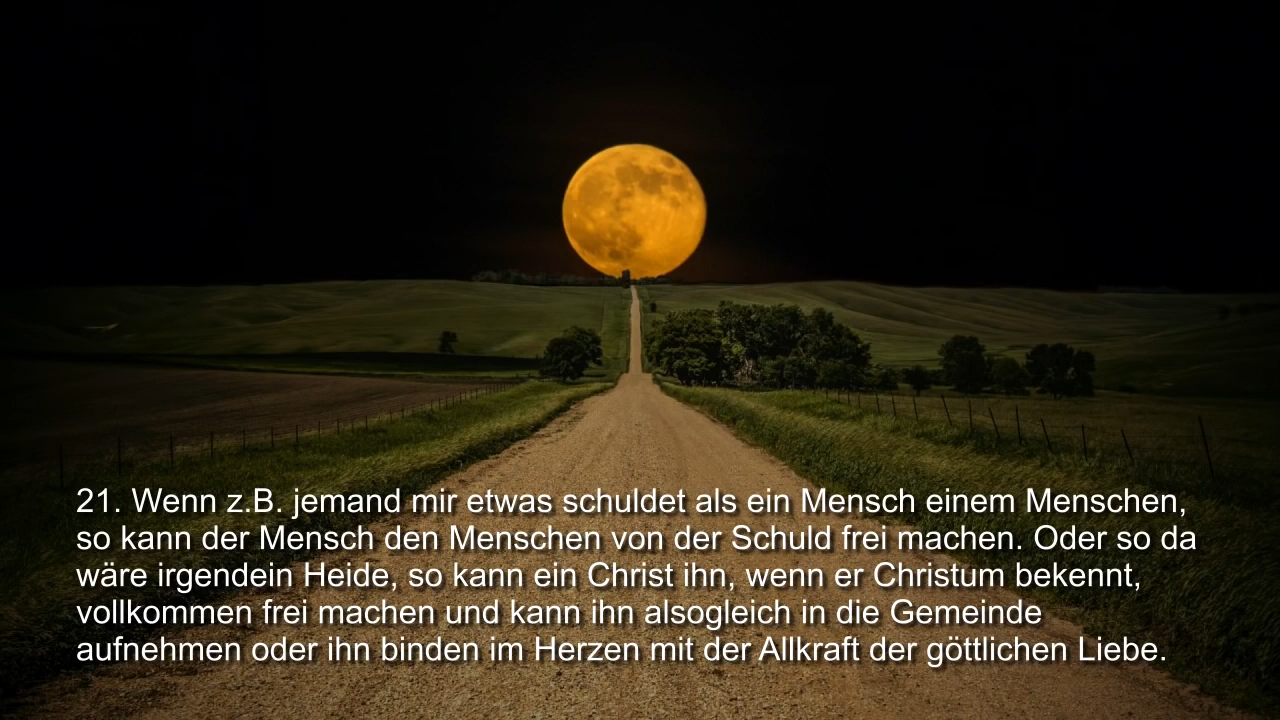 21. Wenn z.B. jemand mir etwas schuldet als ein Mensch einem Menschen,
so kann der Mensch den Menschen von der Schuld frei machen. Oder so da
wäre irgendein Heide, so kann ein Christ ihn, wenn er Christum bekennt,
vollkommen frei machen und kann ihn alsogleich in die Gemeinde
aufnehmen oder ihn binden im Herzen mit der Allkraft der göttlichen Liebe.